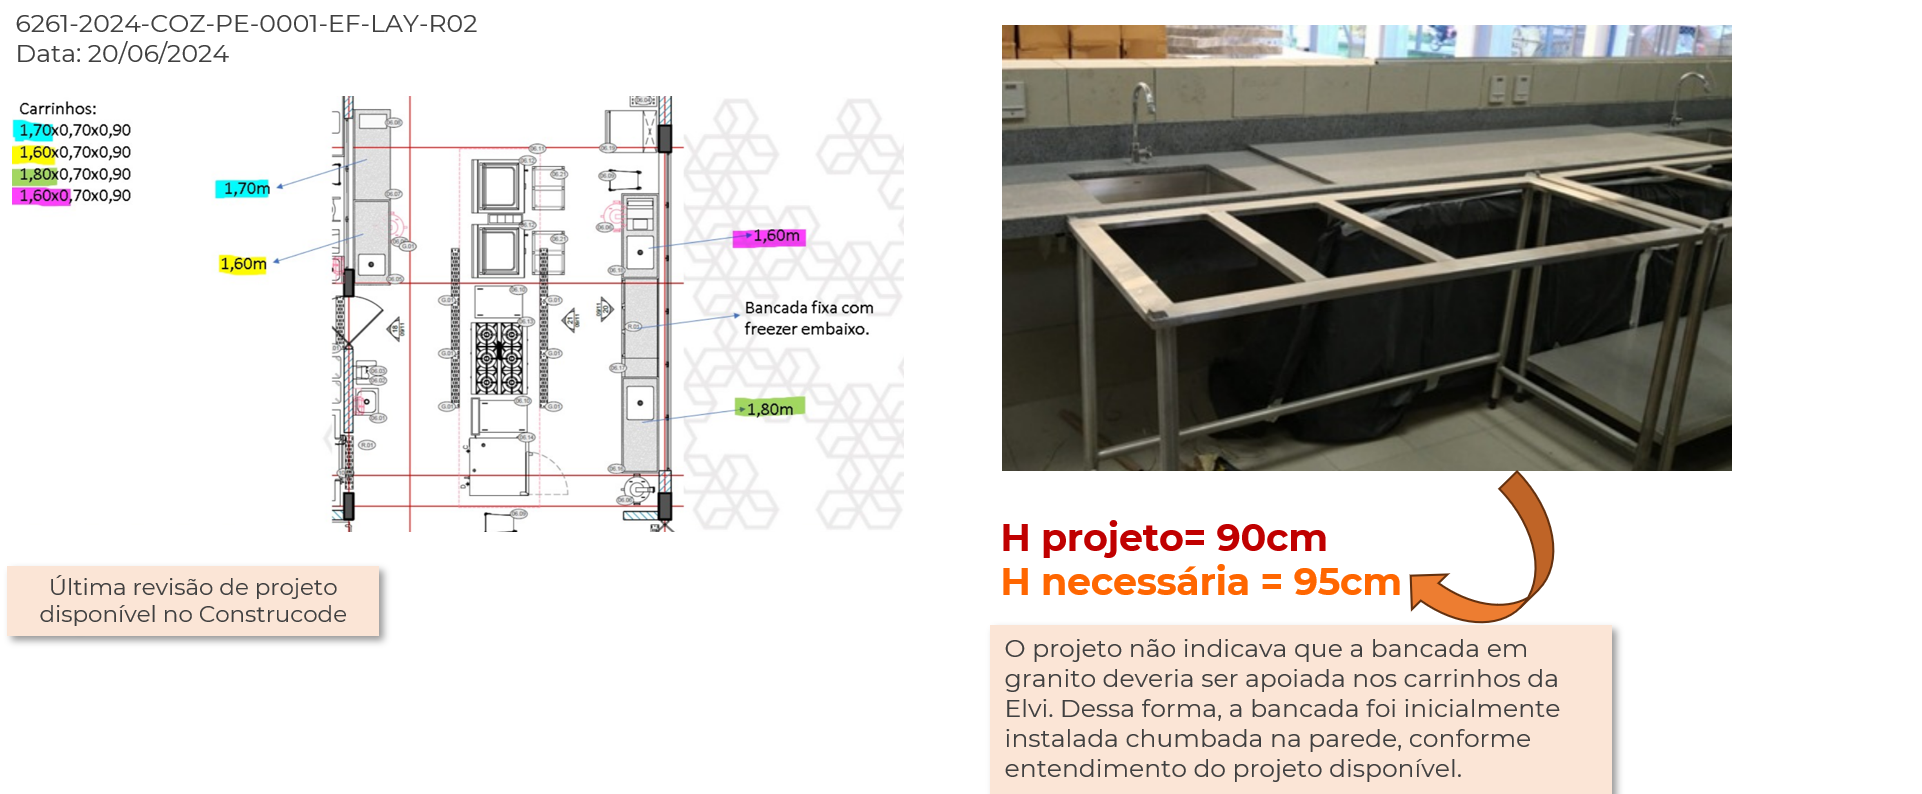 6261-2024-COZ-PE-0001-EF-LAY-R02
Data: 20/06/2024
Carrinhos:
1,70x0,70x0,90
1,60x0,70x0,90
1,80x0,70x0,90
1,60x0,70x0,90
1,70m
1,60m
1,60m
Bancada fixa com
freezer embaixo.
1,80m
Última revisão de projeto
disponível no Construcode
H projeto= 90cm
H necessária = 95cm
O projeto não indicava que a bancada em
granito deveria ser apoiada nos carrinhos da
Elvi. Dessa forma, a bancada foi inicialmente
instalada chumbada na parede, conforme
entendimento do projeto disponível.